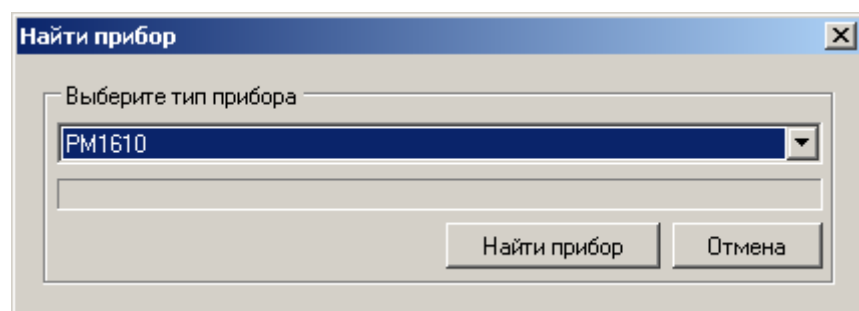 Найти прибор
Выберите тип прибора
PM1610
Найти прибор Отмена